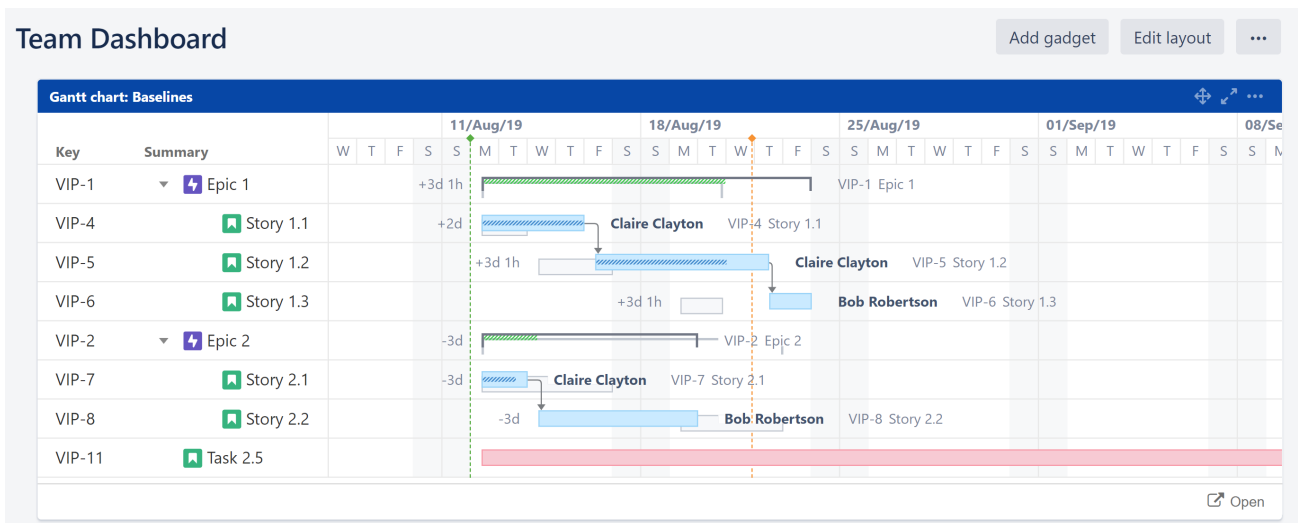 Team Dashboard Add gadget Edit layout
Gantt chart: Baselines
11/Aug/19 18/Aug/19 25/Aug/19 01/Sep/19 08/Se
Key Summary W T F S S M T W T F S S M T W T F S S M T W T F S S M T W T F S S M
VIP-1 Epic 1 +3d 1h VIP-1 Epic 1
VIP-4 Story 1.1 +2d Claire Clayton VIP-4 Story 1.1
VIP-5 Story 1.2 +3d 1h Claire Clayton VIP-5 Story 1.2
VIP-6 Story 1.3 +3d 1h Bob Robertson VIP-6 Story 1.3
VIP-2 Epic 2 -3d VIP-2 Epic 2
VIP-7 Story 2.1 -3d Claire Clayton VIP-7 Story 2.1
VIP-8 Story 2.2 -3d Bob Robertson VIP-8 Story 2.2
VIP-11 Task 2.5
Open